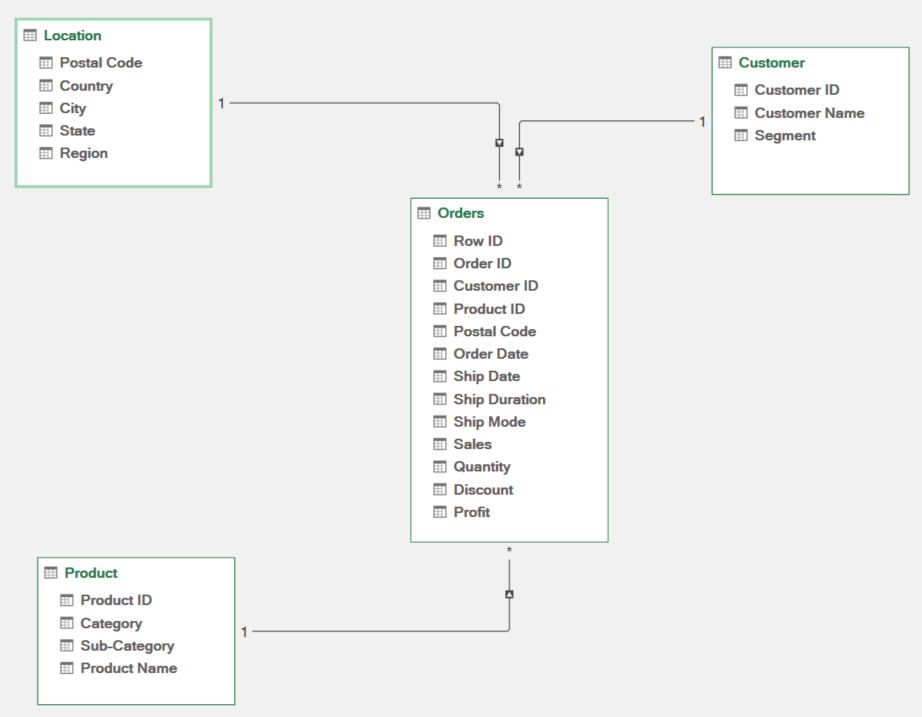 Location
Postal Code
Country
City
State
Region
1
Customer
Customer ID
Customer Name
Segment
1
* *
Orders
Row ID
Order ID
Customer ID
Product ID
Postal Code
Order Date
Ship Date
Ship Duration
Ship Mode
Sales
Quantity
Discount
Profit
*
Product
Product ID
Category
Sub-Category
Product Name
1